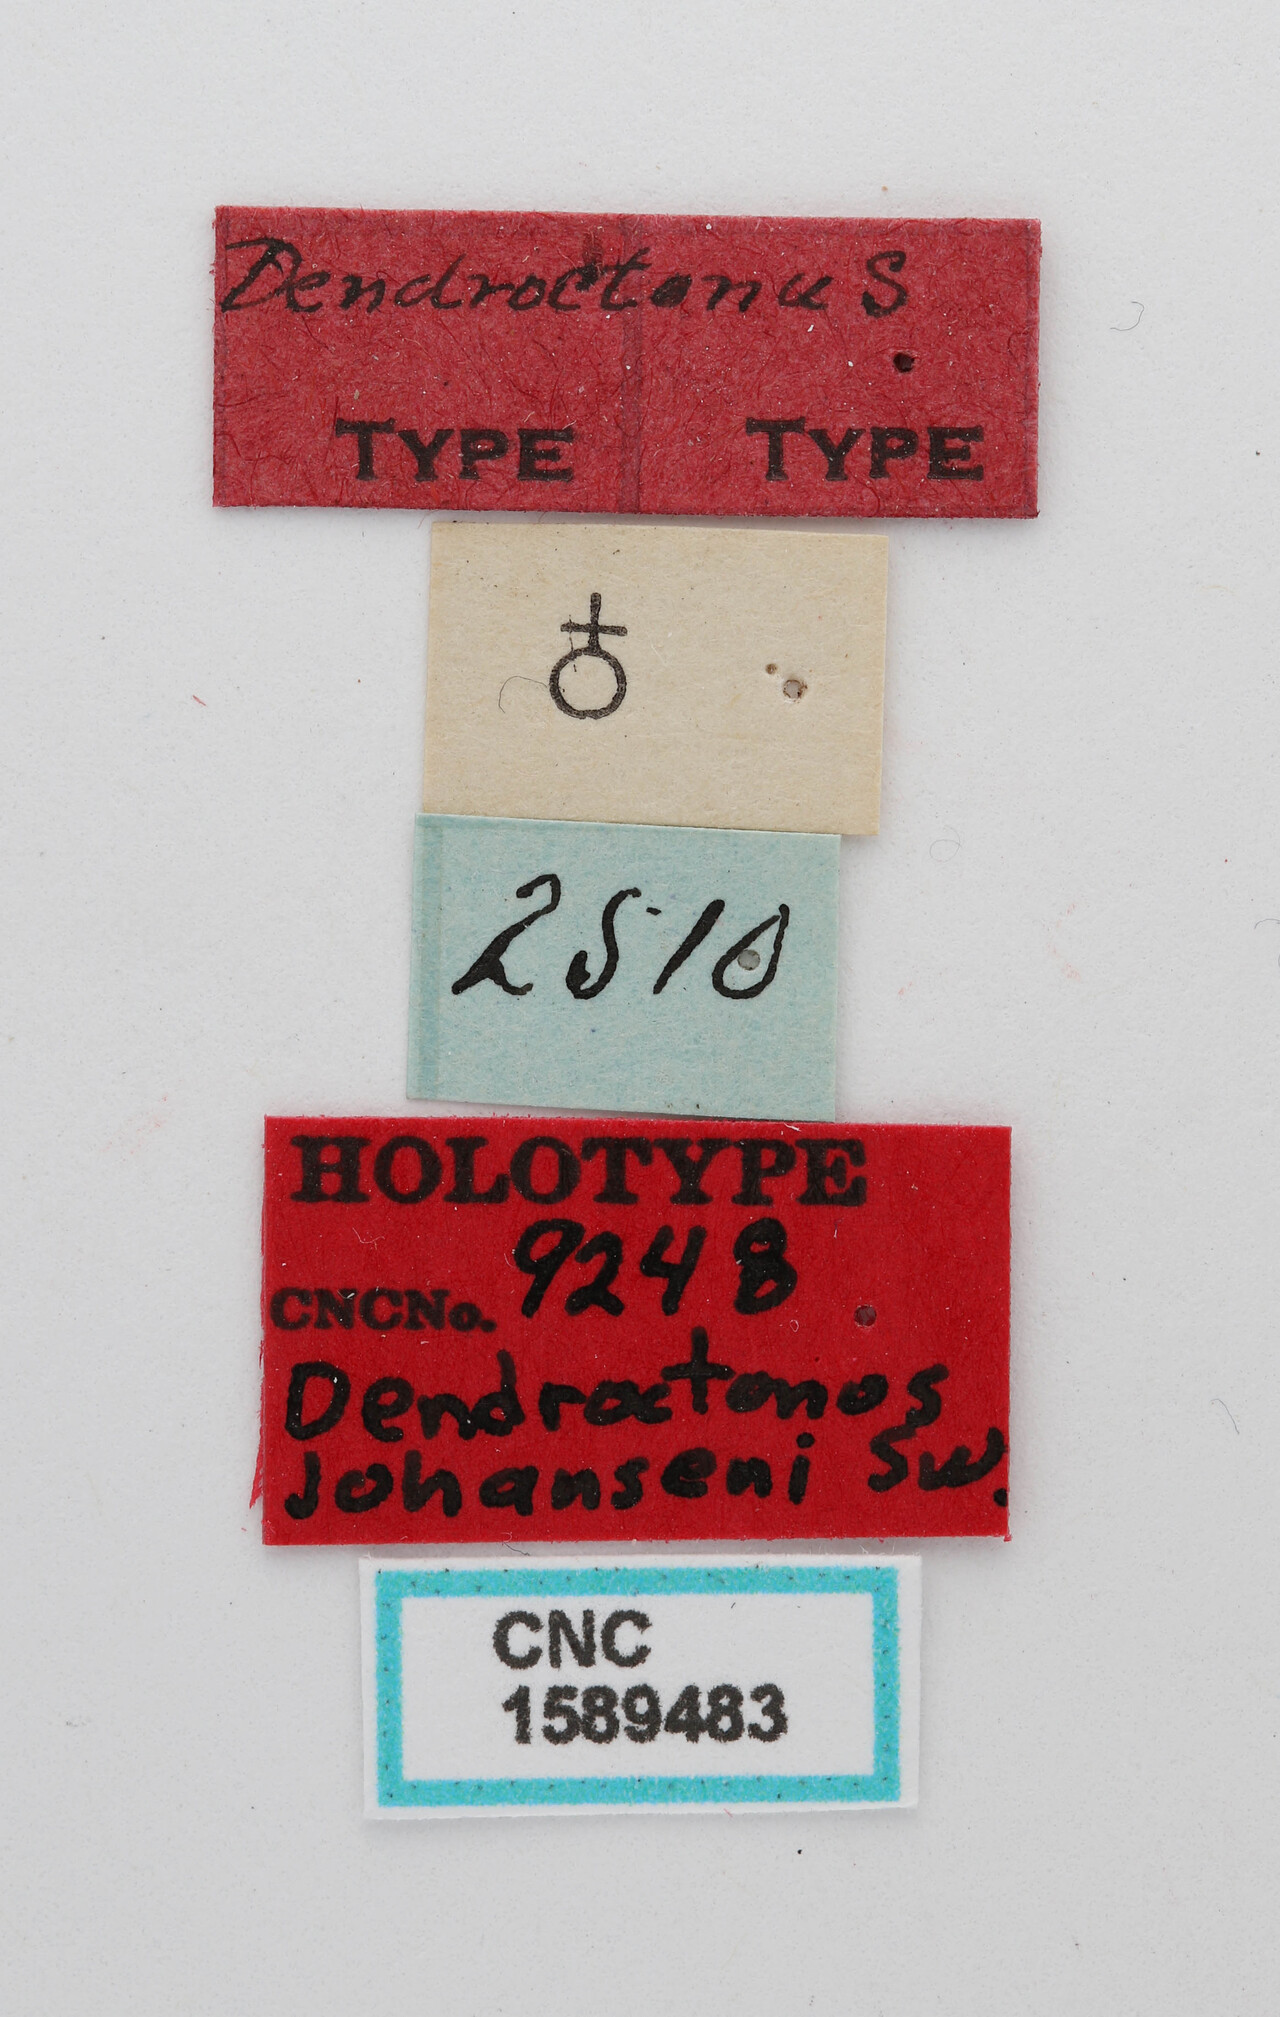 Dendroctonus
TYPE TYPE
♁
2510
HOLOTYPE
9248
CNCNo.
Dendroctonos
Johanseni Sw.
CNC
1589483